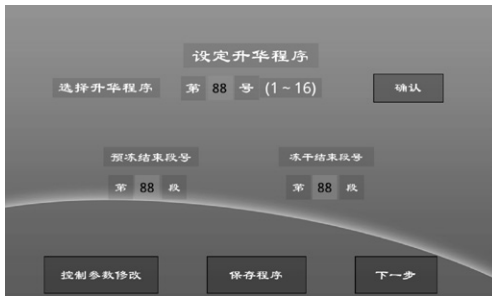 设定升华程序
选择升华程序 第 88 号 (1~16) 确认
预冻结束段号 冻干结束段号
第 88 段 第 88 段
控制参数修改 保存程序 下一步